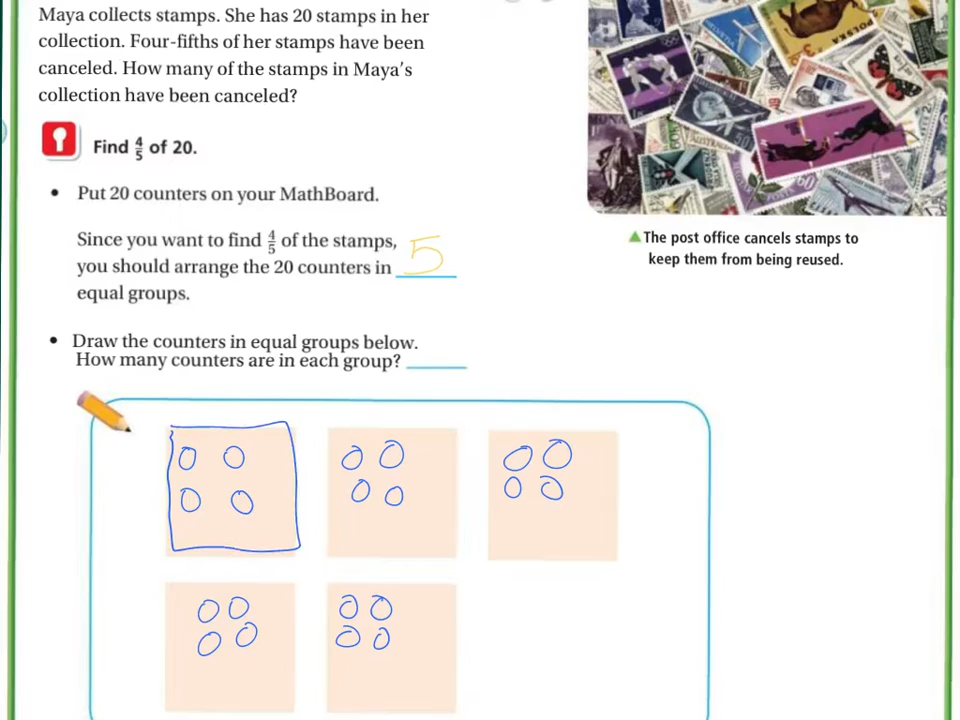 Maya collects stamps. She has 20 stamps in her
collection. Four-fifths of her stamps have been
canceled. How many of the stamps in Maya's
collection have been canceled?
Find 4/5 of 20.
• Put 20 counters on your MathBoard.
Since you want to find 4/5 of the stamps,
you should arrange the 20 counters in 5
equal groups.
▲ The post office cancels stamps to
keep them from being reused.
• Draw the counters in equal groups below.
How many counters are in each group?